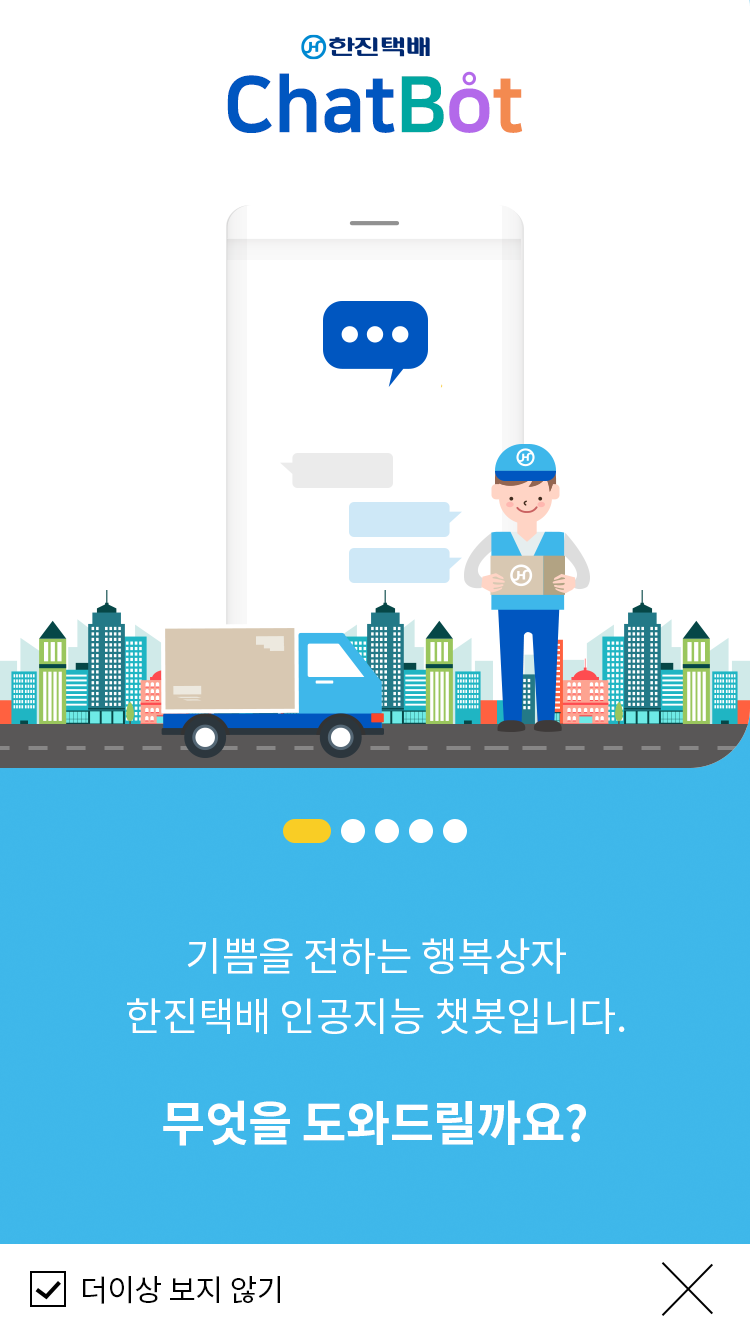 한진택배
ChatBot
기쁨을 전하는 행복상자
한진택배 인공지능 챗봇입니다.
무엇을 도와드릴까요?
더이상 보지 않기